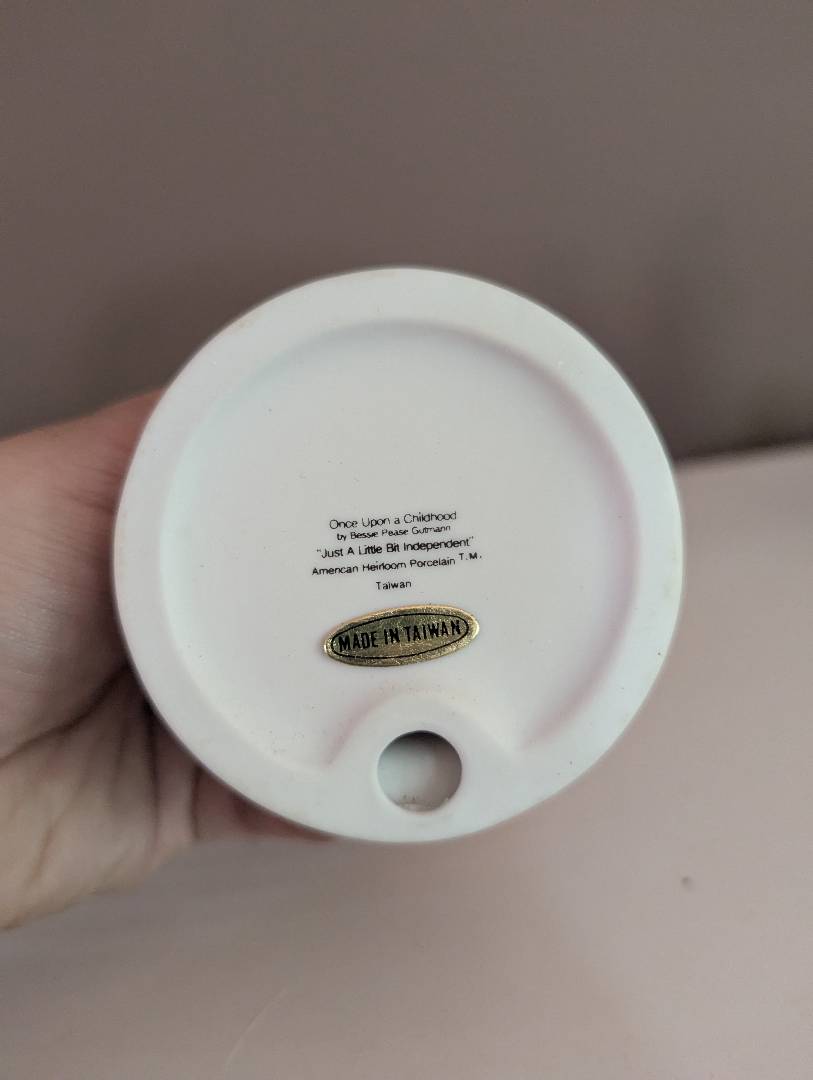 Once Upon a Childhood
by Bessie Pease Gutmann
"Just A Little Bit Independent"
American Heirloom Porcelain T.M.
Taiwan
MADE IN TAIWAN